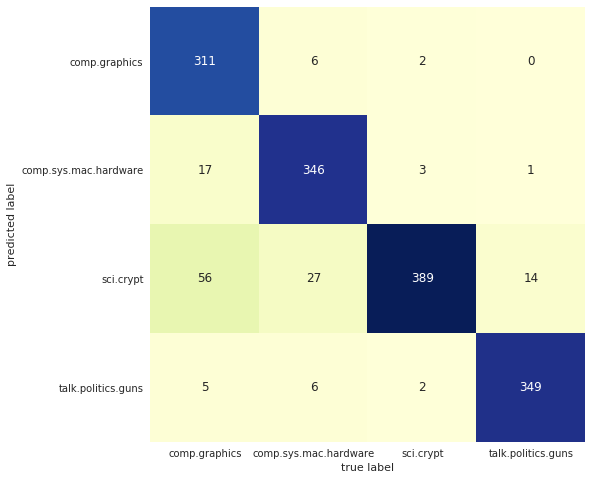 comp.graphics 311 6 2 0
comp.sys.mac.hardware 17 346 3 1
predicted label
sci.crypt 56 27 389 14
talk.politics.guns 5 6 2 349
comp.graphics comp.sys.mac.hardware sci.crypt talk.politics.guns
true label